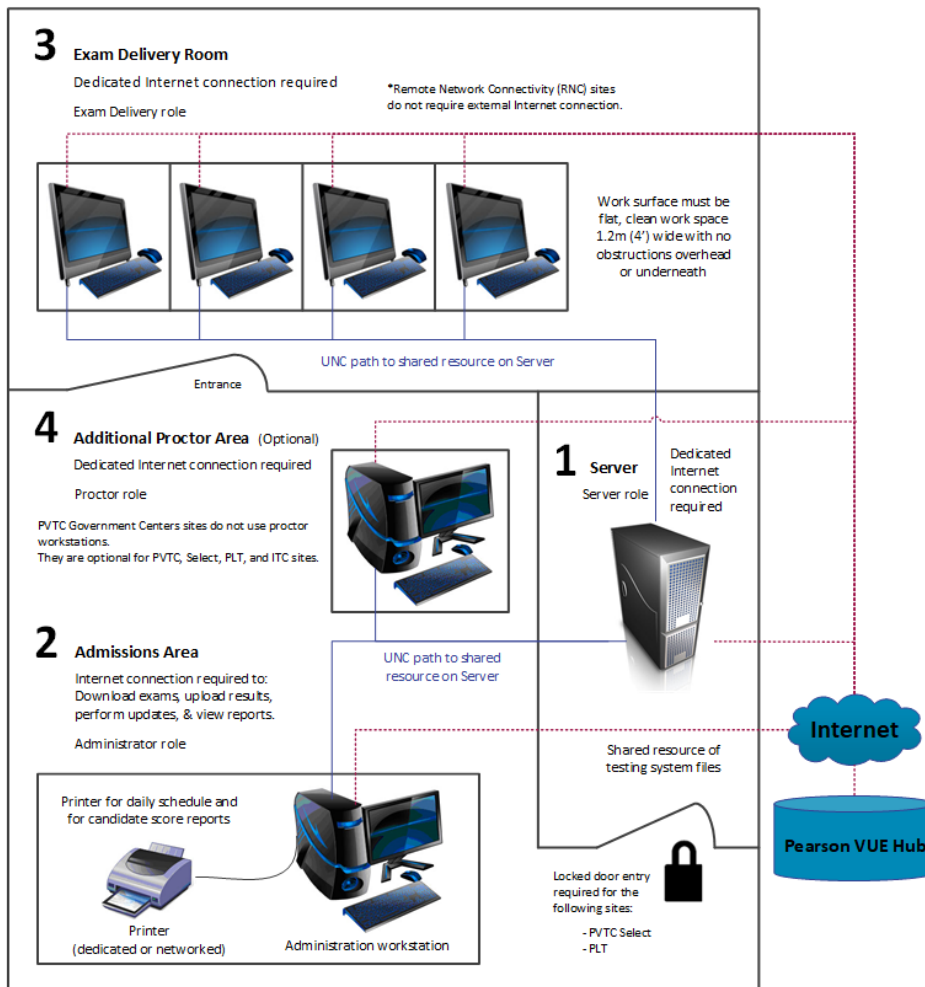 3 Exam Delivery Room
Dedicated Internet connection required
Exam Delivery role
*Remote Network Connectivity (RNC) sites
do not require external Internet connection.
Work surface must be
flat, clean work space
1.2m (4') wide with no
obstructions overhead
or underneath
UNC path to shared resource on Server
Entrance
4 Additional Proctor Area (Optional)
Dedicated Internet connection required
Proctor role
PVTC Government Centers sites do not use proctor
workstations.
They are optional for PVTC, Select, PLT, and ITC sites.
1 Server
Server role
Dedicated
Internet
connection
required
2 Admissions Area
Internet connection required to:
Download exams, upload results,
perform updates, & view reports.
Administrator role
UNC path to shared
resource on Server
Shared resource of
testing system files
Internet
Pearson VUE Hub
Printer for daily schedule and
for candidate score reports
Printer
(dedicated or networked)
Administration workstation
Locked door entry
required for the
following sites:
- PVTC Select
- PLT